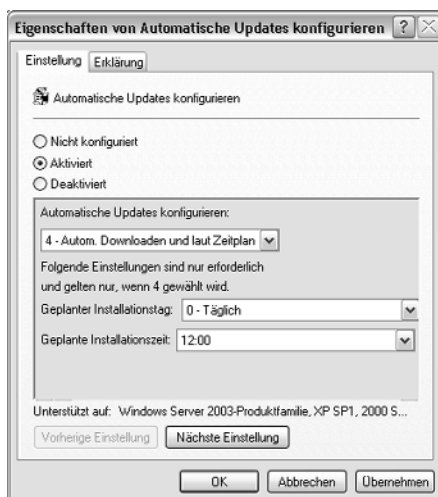 Eigenschaften von Automatische Updates konfigurieren
Einstellung Erklärung
Automatische Updates konfigurieren
Nicht konfiguriert
Aktiviert
Deaktiviert
Automatische Updates konfigurieren:
4 - Autom. Downloaden und laut Zeitplan
Folgende Einstellungen sind nur erforderlich
und gelten nur, wenn 4 gewählt wird.
Geplanter Installationstag: 0 - Täglich
Geplante Installationszeit: 12:00
Unterstützt auf: Windows Server 2003-Produktfamilie, XP SP1, 2000 S...
Vorherige Einstellung Nächste Einstellung
OK Abbrechen Übernehmen